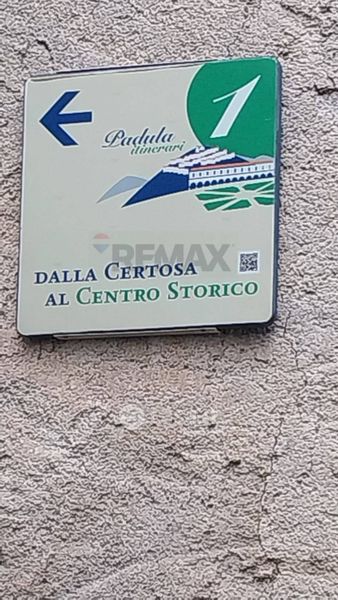 1
Padula
itinerari
RE/MAX
DALLA CERTOSA
AL CENTRO STORICO